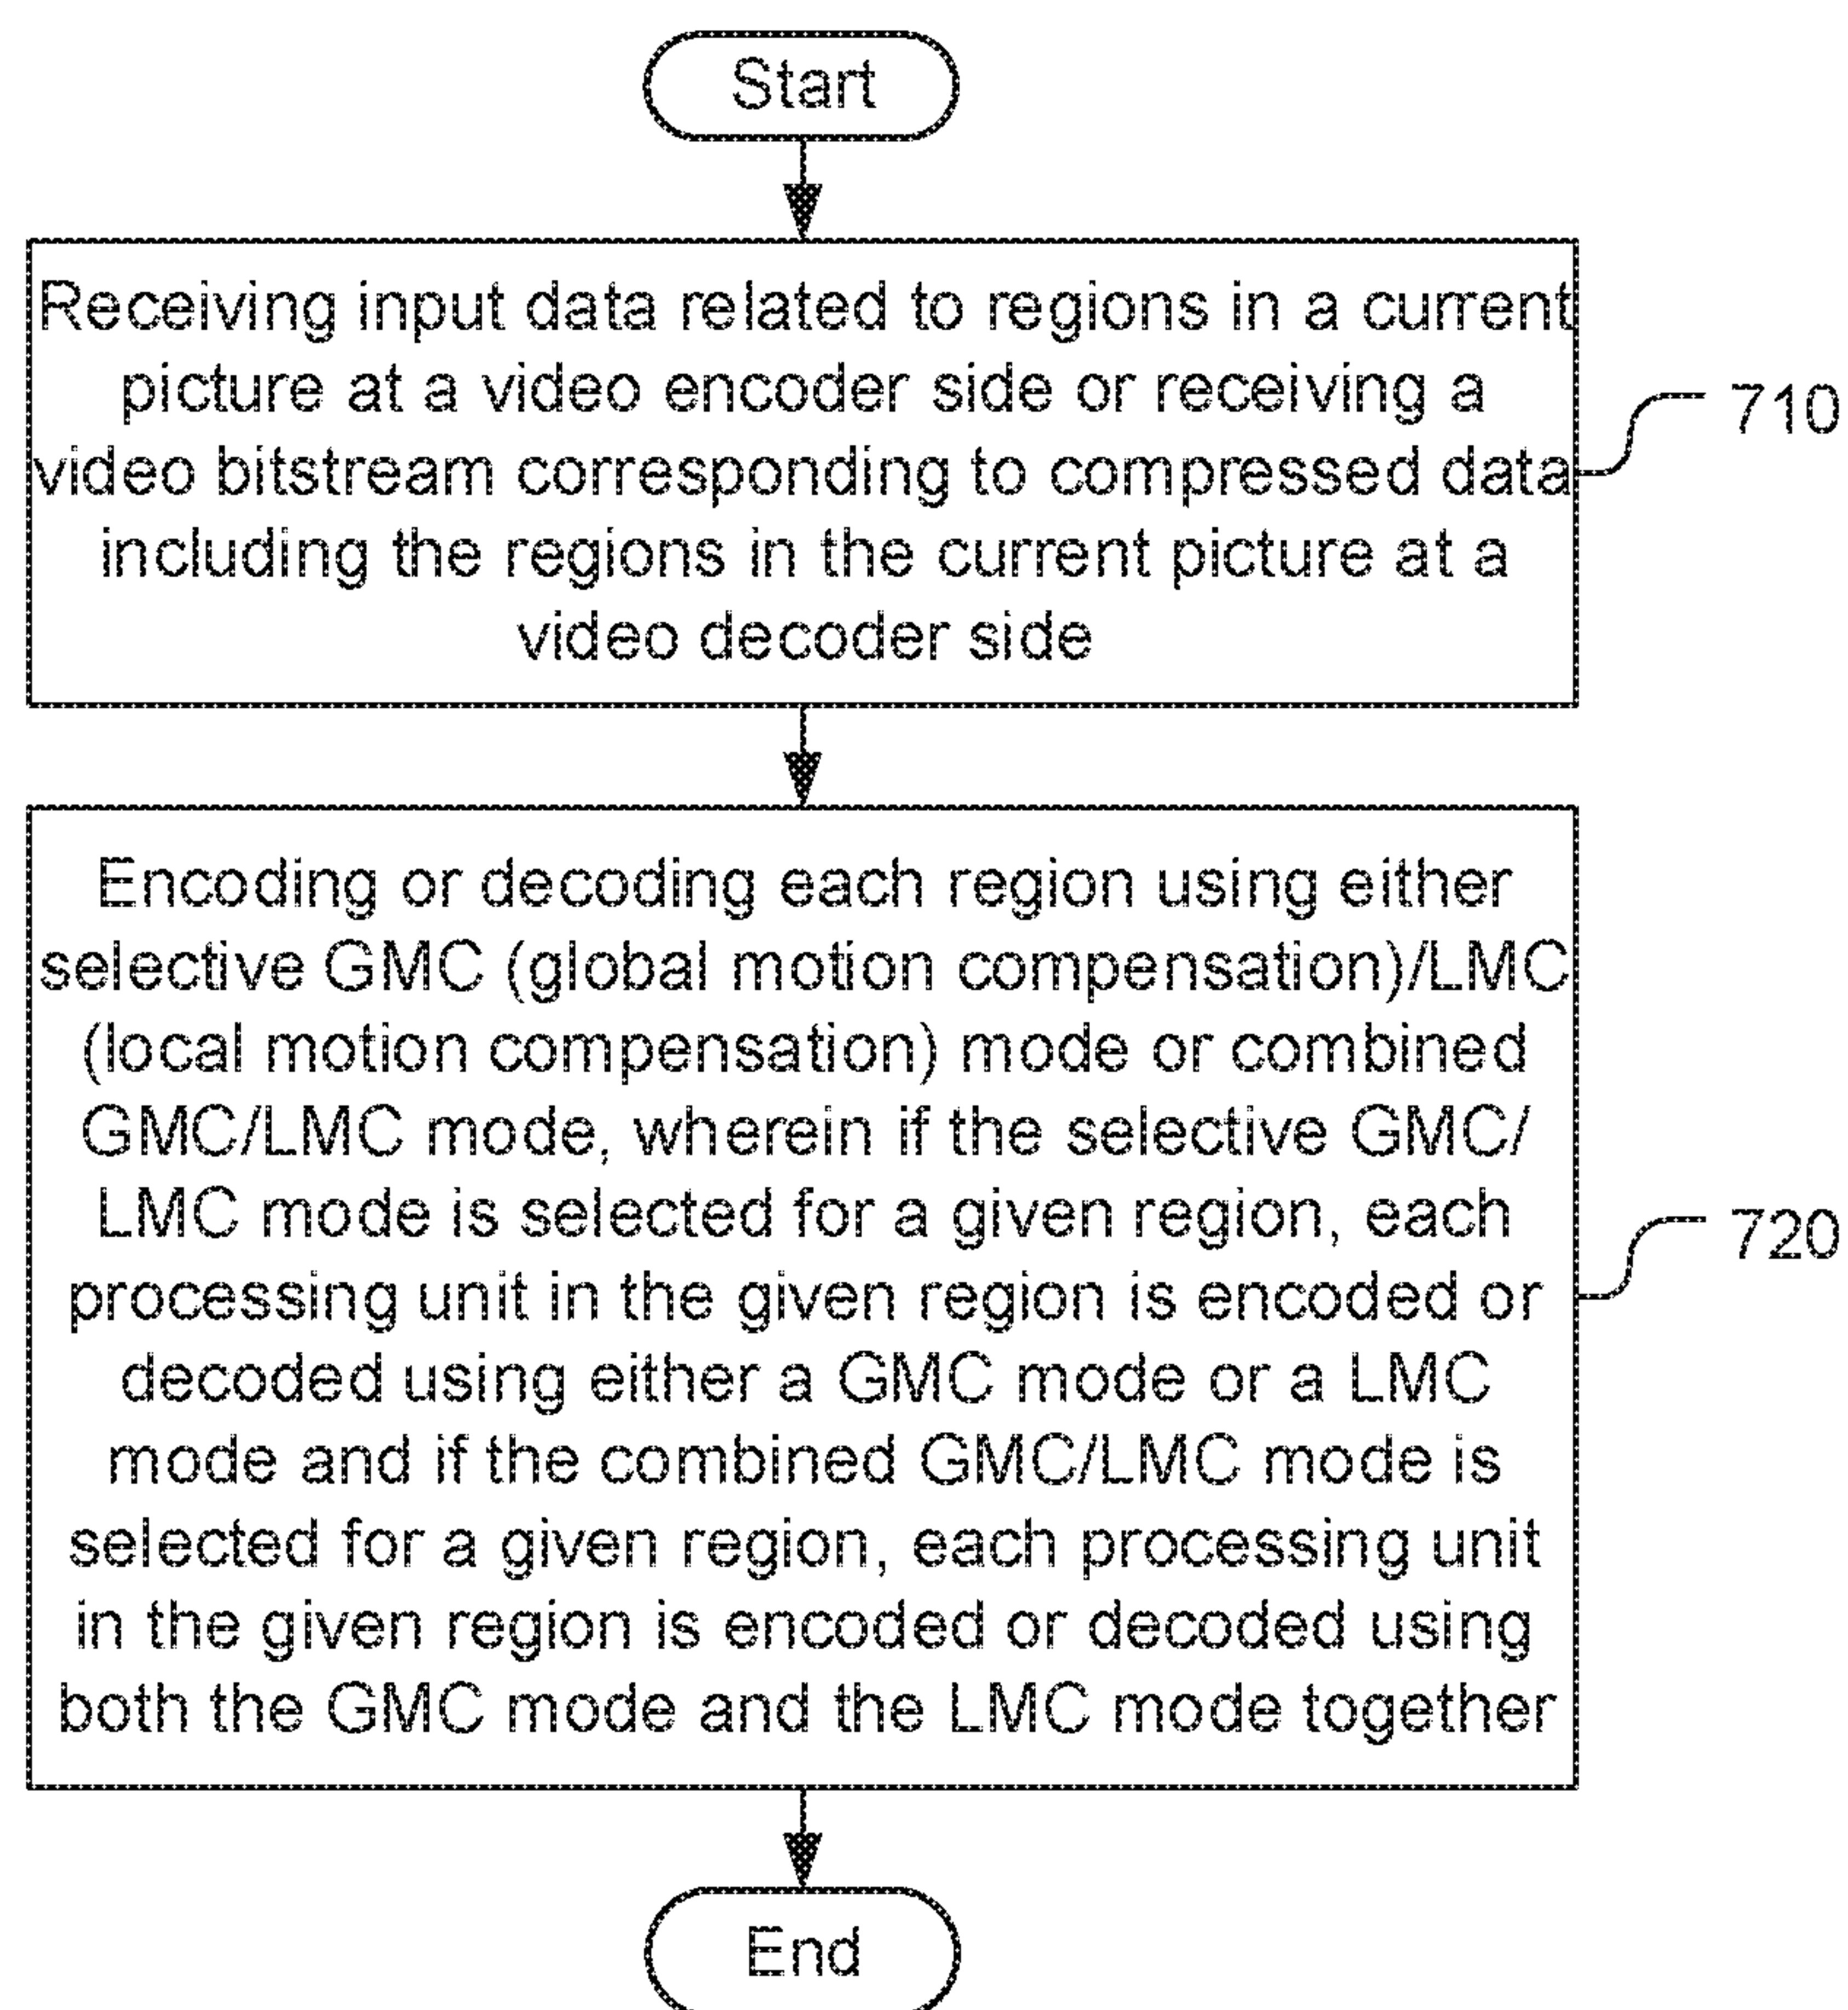 Start
Receiving input data related to regions in a current
picture at a video encoder side or receiving a
video bitstream corresponding to compressed data
including the regions in the current picture at a
video decoder side
710
Encoding or decoding each region using either
selective GMC (global motion compensation)/LMC
(local motion compensation) mode or combined
GMC/LMC mode, wherein if the selective GMC/
LMC mode is selected for a given region, each
processing unit in the given region is encoded or
decoded using either a GMC mode or a LMC
mode and if the combined GMC/LMC mode is
selected for a given region, each processing unit
in the given region is encoded or decoded using
both the GMC mode and the LMC mode together
720
End